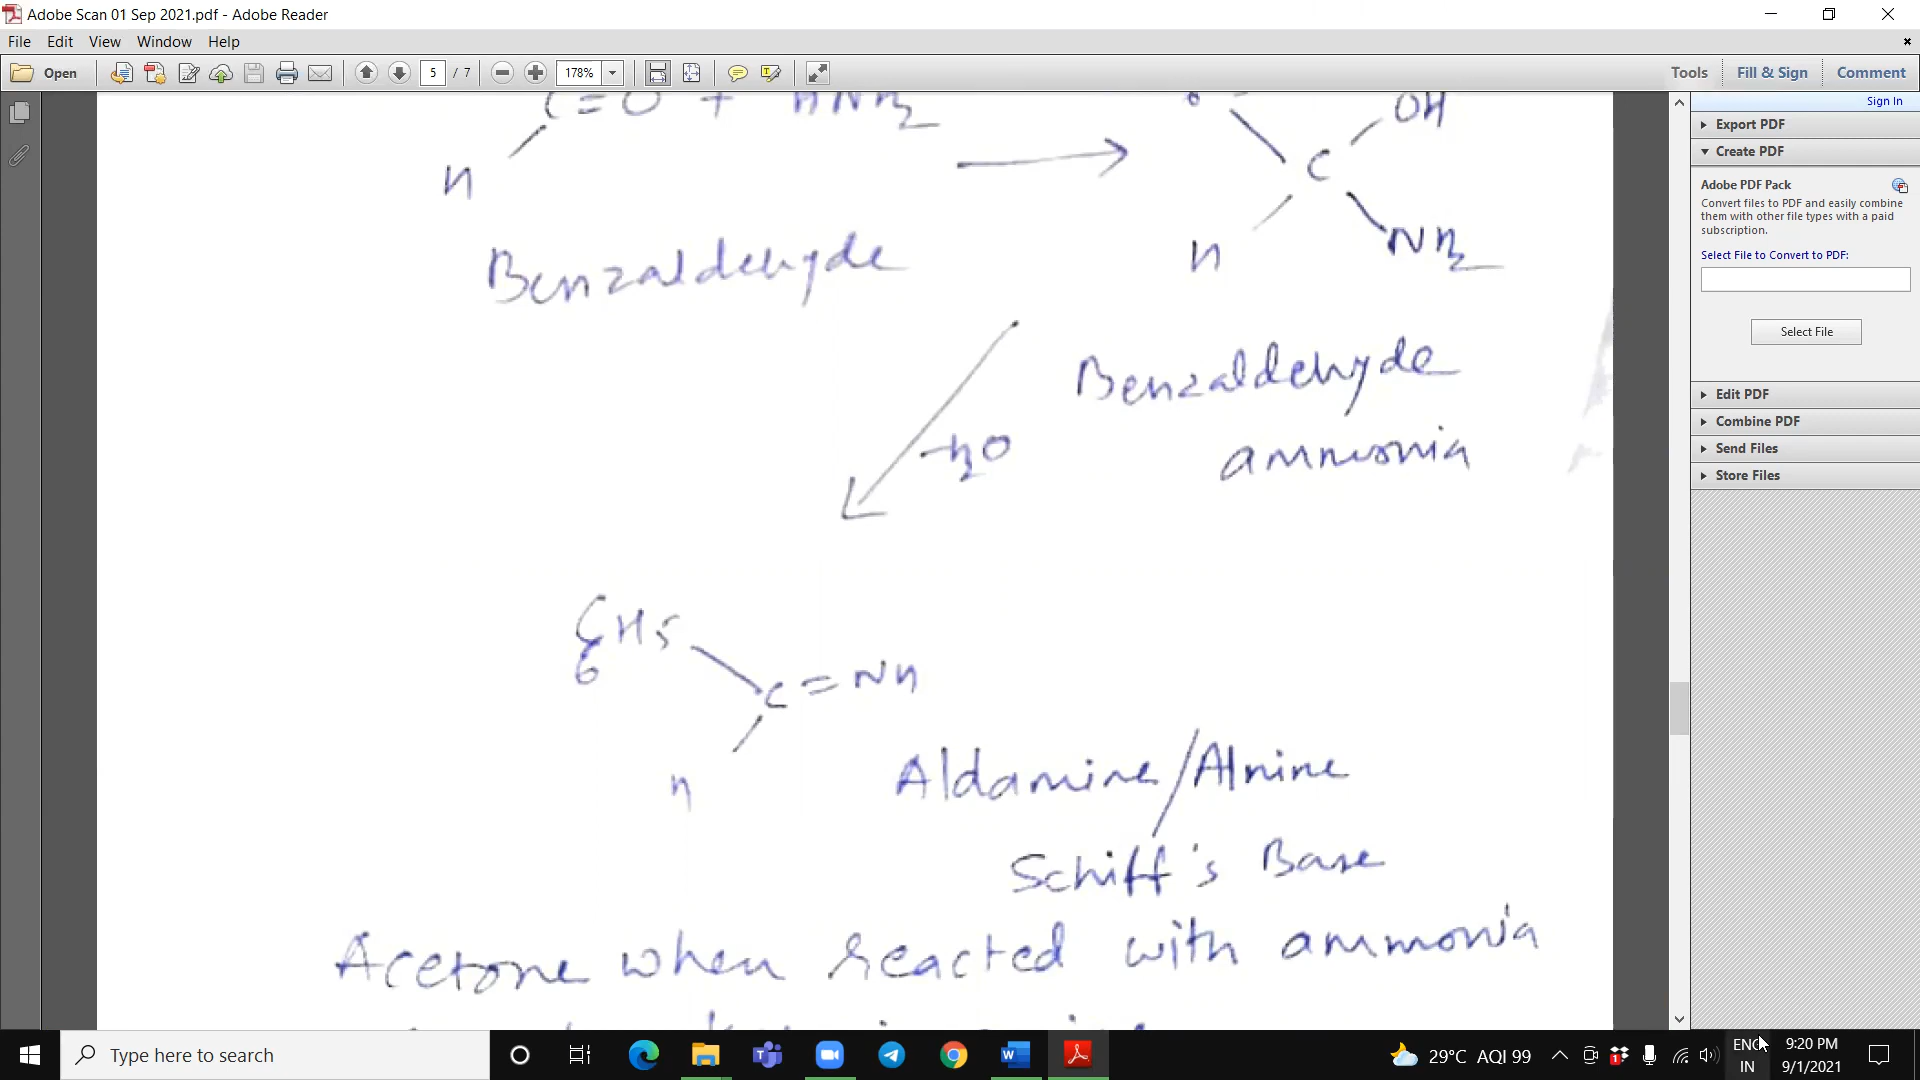 Adobe Scan 01 Sep 2021.pdf - Adobe Reader
File Edit View Window Help
Open 5 / 7 178% Tools Fill & Sign Comment
Sign In
Export PDF
Create PDF
Adobe PDF Pack
Convert files to PDF and easily combine
them with other file types with a paid
subscription.
Select File to Convert to PDF:
Select File
Edit PDF
Combine PDF
Send Files
Store Files
C=O + HNH2
OH
H
C
H
NH2
Benzaldehyde
Benzaldehyde
ammonia
-H2O
C6H5
C=NH
H
Aldamine/Alnine
Schiff's Base
Acetone when reacted with ammonia
Type here to search
29°C AQI 99
ENG
IN
9:20 PM
9/1/2021